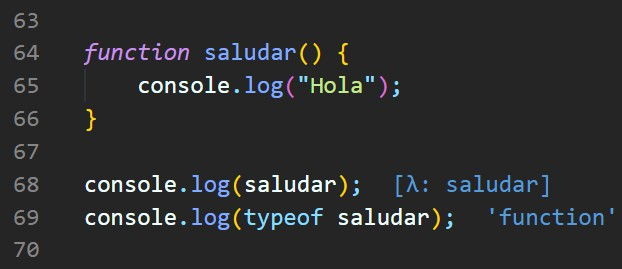 63
64 function saludar() {
65 console.log("Hola");
66 }
67
68 console.log(saludar); [λ: saludar]
69 console.log(typeof saludar); 'function'
70